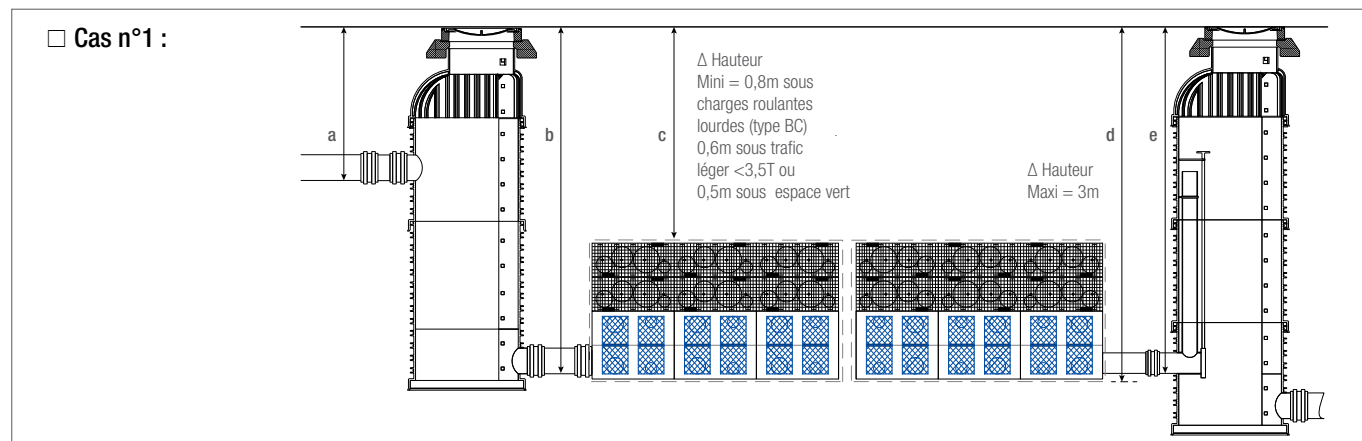 □ Cas n°1 :
a
b
c
Δ Hauteur
Mini = 0,8m sous
charges roulantes
lourdes (type BC)
0,6m sous trafic
léger <3,5T ou
0,5m sous espace vert
d
e
Δ Hauteur
Maxi = 3m